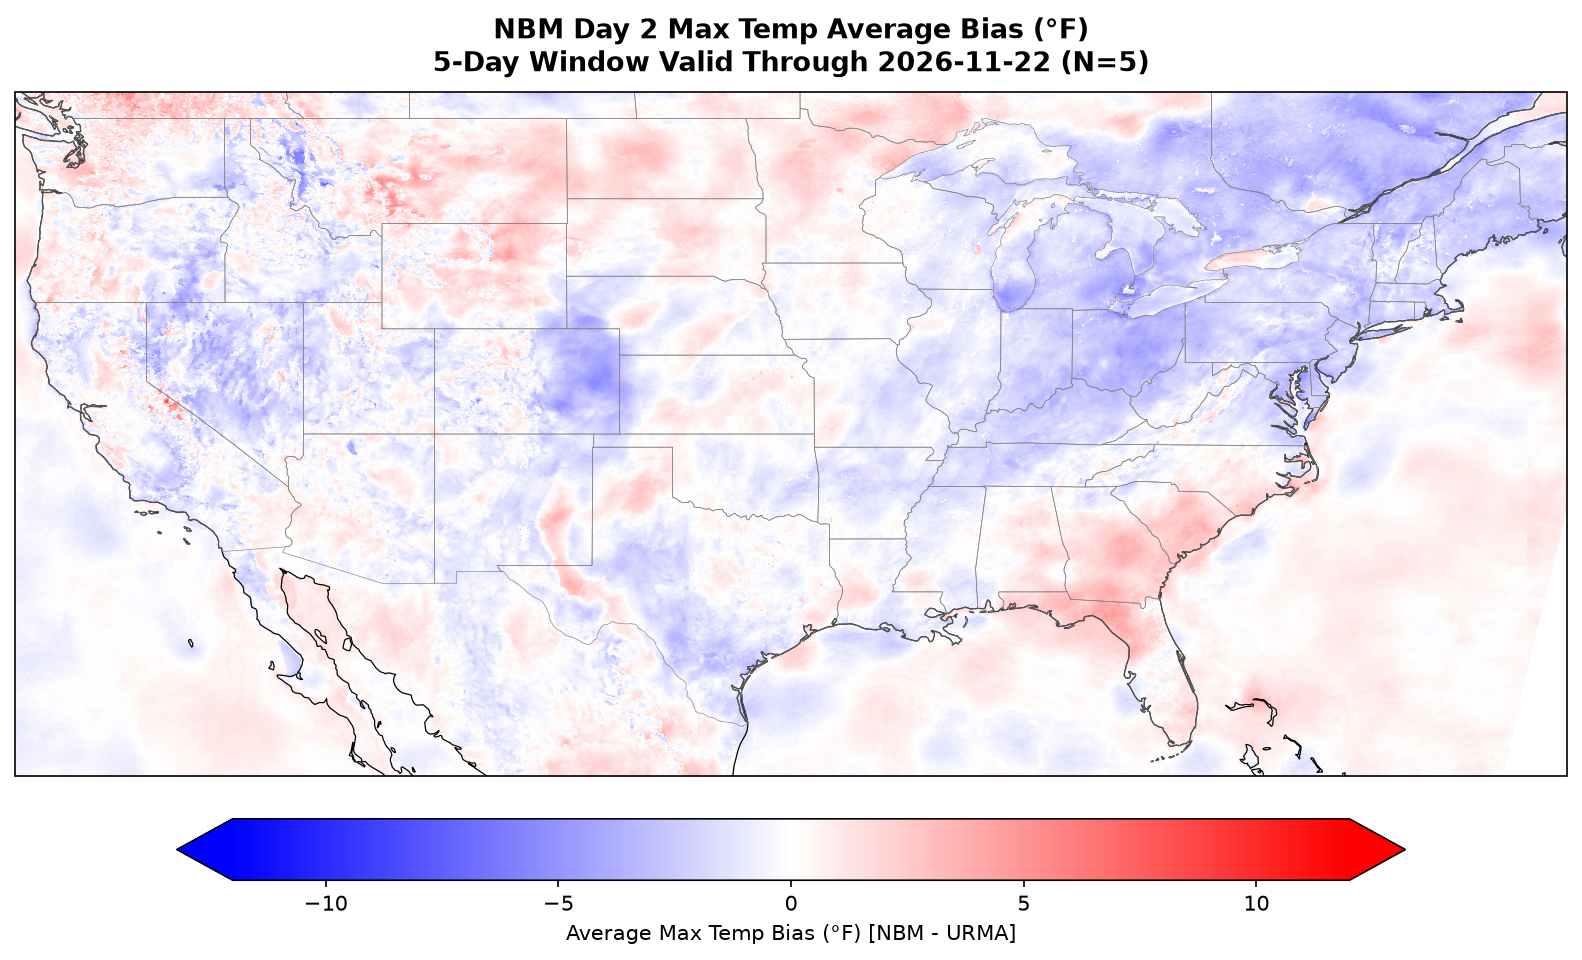 NBM Day 2 Max Temp Average Bias (°F)
5-Day Window Valid Through 2026-11-22 (N=5)
−10 −5 0 5 10
Average Max Temp Bias (°F) [NBM - URMA]